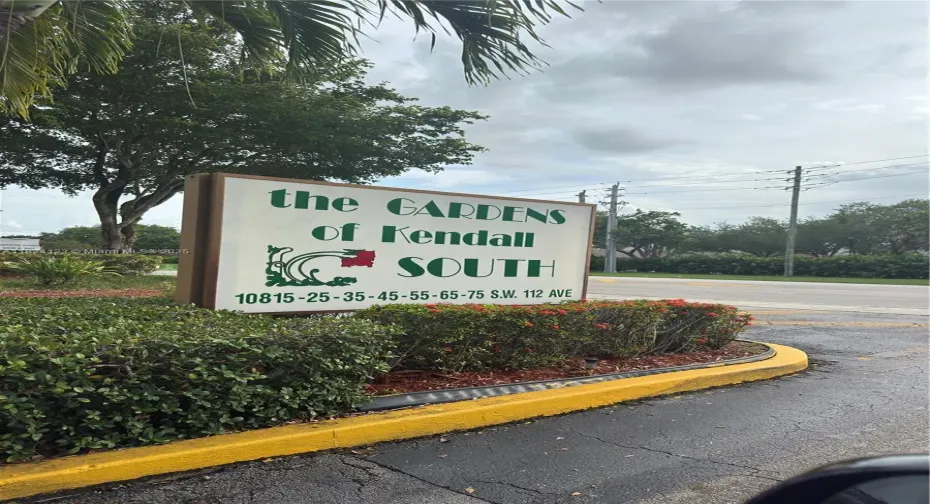 the GARDENS
of Kendall
SOUTH
10815-25-35-45-55-65-75 S.W. 112 AVE